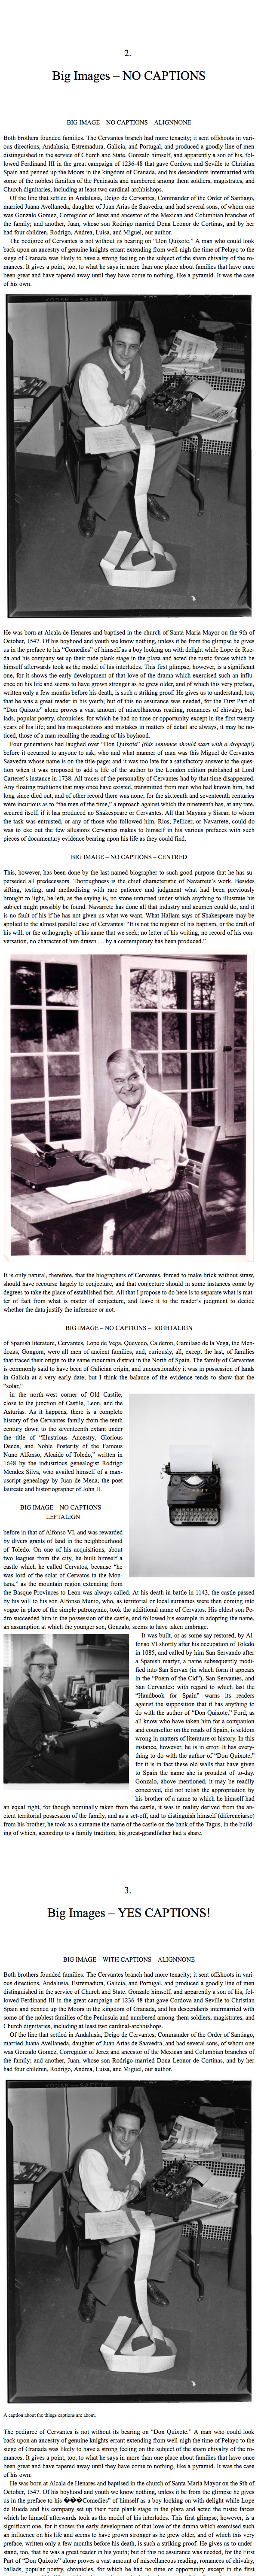 2.
Big Images – NO CAPTIONS
BIG IMAGE – NO CAPTIONS – ALIGNNONE
Both brothers founded families. The Cervantes branch had more tenacity; it sent offshoots in vari-
ous directions, Andalusia, Estremadura, Galicia, and Portugal, and produced a goodly line of men
distinguished in the service of Church and State. Gonzalo himself, and apparently a son of his, fol-
lowed Ferdinand III in the great campaign of 1236-48 that gave Cordova and Seville to Christian
Spain and penned up the Moors in the kingdom of Granada, and his descendants intermarried with
some of the noblest families of the Peninsula and numbered among them soldiers, magistrates, and
Church dignitaries, including at least two cardinal-archbishops.
Of the line that settled in Andalusia, Deigo de Cervantes, Commander of the Order of Santiago,
married Juana Avellaneda, daughter of Juan Arias de Saavedra, and had several sons, of whom one
was Gonzalo Gomez, Corregidor of Jerez and ancestor of the Mexican and Columbian branches of
the family; and another, Juan, whose son Rodrigo married Dona Leonor de Cortinas, and by her
had four children, Rodrigo, Andrea, Luisa, and Miguel, our author.
The pedigree of Cervantes is not without its bearing on "Don Quixote." A man who could look
back upon an ancestry of genuine knights-errant extending from well-nigh the time of Pelayo to the
siege of Granada was likely to have a strong feeling on the subject of the sham chivalry of the ro-
mances. It gives a point, too, to what he says in more than one place about families that have once
been great and have tapered away until they have come to nothing, like a pyramid. It was the case
of his own.
He was born at Alcala de Henares and baptised in the church of Santa Maria Mayor on the 9th of
October, 1547. Of his boyhood and youth we know nothing, unless it be from the glimpse he gives
us in the preface to his "Comedies" of himself as a boy looking on with delight while Lope de Rue-
da and his company set up their rude plank stage in the plaza and acted the rustic farces which he
himself afterwards took as the model of his interludes. This first glimpse, however, is a significant
one, for it shows the early development of that love of the drama which exercised such an influ-
ence on his life and seems to have grown stronger as he grew older, and of which this very preface,
written only a few months before his death, is such a striking proof. He gives us to understand, too,
that he was a great reader in his youth; but of this no assurance was needed, for the First Part of
"Don Quixote" alone proves a vast amount of miscellaneous reading, romances of chivalry, bal-
lads, popular poetry, chronicles, for which he had no time or opportunity except in the first twenty
years of his life; and his misquotations and mistakes in matters of detail are always, it may be no-
ticed, those of a man recalling the reading of his boyhood.
Four generations had laughed over "Don Quixote" (this sentence should start with a dropcap!)
before it occurred to anyone to ask, who and what manner of man was this Miguel de Cervantes
Saavedra whose name is on the title-page; and it was too late for a satisfactory answer to the ques-
tion when it was proposed to add a life of the author to the London edition published at Lord
Carteret's instance in 1738. All traces of the personality of Cervantes had by that time disappeared.
Any floating traditions that may once have existed, transmitted from men who had known him, had
long since died out, and of other record there was none; for the sixteenth and seventeenth centuries
were incurious as to "the men of the time," a reproach against which the nineteenth has, at any rate,
secured itself, if it has produced no Shakespeare or Cervantes. All that Mayans y Siscar, to whom
the task was entrusted, or any of those who followed him, Rios, Pellicer, or Navarrete, could do
was to eke out the few allusions Cervantes makes to himself in his various prefaces with such
pieces of documentary evidence bearing upon his life as they could find.
BIG IMAGE – NO CAPTIONS – CENTRED
This, however, has been done by the last-named biographer to such good purpose that he has su-
perseded all predecessors. Thoroughness is the chief characteristic of Navarrete's work. Besides
sifting, testing, and methodising with rare patience and judgment what had been previously
brought to light, he left, as the saying is, no stone unturned under which anything to illustrate his
subject might possibly be found. Navarrete has done all that industry and acumen could do, and it
is no fault of his if he has not given us what we want. What Hallam says of Shakespeare may be
applied to the almost parallel case of Cervantes: "It is not the register of his baptism, or the draft of
his will, or the orthography of his name that we seek; no letter of his writing, no record of his con-
versation, no character of him drawn … by a contemporary has been produced."
It is only natural, therefore, that the biographers of Cervantes, forced to make brick without straw,
should have recourse largely to conjecture, and that conjecture should in some instances come by
degrees to take the place of established fact. All that I propose to do here is to separate what is mat-
ter of fact from what is matter of conjecture, and leave it to the reader's judgment to decide
whether the data justify the inference or not.
BIG IMAGE – NO CAPTIONS – RIGHTALIGN
of Spanish literature, Cervantes, Lope de Vega, Quevedo, Calderon, Garcilaso de la Vega, the Men-
dozas, Gongora, were all men of ancient families, and, curiously, all, except the last, of families
that traced their origin to the same mountain district in the North of Spain. The family of Cervantes
is commonly said to have been of Galician origin, and unquestionably it was in possession of lands
in Galicia at a very early date; but I think the balance of the evidence tends to show that the
"solar,"
in the north-west corner of Old Castile,
close to the junction of Castile, Leon, and the
Asturias. As it happens, there is a complete
history of the Cervantes family from the tenth
century down to the seventeenth extant under
the title of "Illustrious Ancestry, Glorious
Deeds, and Noble Posterity of the Famous
Nuno Alfonso, Alcaide of Toledo," written in
1648 by the industrious genealogist Rodrigo
Mendez Silva, who availed himself of a man-
uscript genealogy by Juan de Mena, the poet
laureate and historiographer of John II.
BIG IMAGE – NO CAPTIONS –
LEFTALIGN
before in that of Alfonso VI, and was rewarded
by divers grants of land in the neighbourhood
of Toledo. On one of his acquisitions, about
two leagues from the city, he built himself a
castle which he called Cervatos, because "he
was lord of the solar of Cervatos in the Mon-
tana," as the mountain region extending from
the Basque Provinces to Leon was always called. At his death in battle in 1143, the castle passed
by his will to his son Alfonso Munio, who, as territorial or local surnames were then coming into
vogue in place of the simple patronymic, took the additional name of Cervatos. His eldest son Pe-
dro succeeded him in the possession of the castle, and followed his example in adopting the name,
an assumption at which the younger son, Gonzalo, seems to have taken umbrage.
It was built, or as some say restored, by Al-
fonso VI shortly after his occupation of Toledo
in 1085, and called by him San Servando after
a Spanish martyr, a name subsequently modi-
fied into San Servan (in which form it appears
in the "Poem of the Cid"), San Servantes, and
San Cervantes: with regard to which last the
"Handbook for Spain" warns its readers
against the supposition that it has anything to
do with the author of "Don Quixote." Ford, as
all know who have taken him for a companion
and counsellor on the roads of Spain, is seldom
wrong in matters of literature or history. In this
instance, however, he is in error. It has every-
thing to do with the author of "Don Quixote,"
for it is in fact these old walls that have given
to Spain the name she is proudest of to-day.
Gonzalo, above mentioned, it may be readily
conceived, did not relish the appropriation by
his brother of a name to which he himself had
an equal right, for though nominally taken from the castle, it was in reality derived from the an-
cient territorial possession of the family, and as a set-off, and to distinguish himself (diferenciarse)
from his brother, he took as a surname the name of the castle on the bank of the Tagus, in the build-
ing of which, according to a family tradition, his great-grandfather had a share.
3.
Big Images – YES CAPTIONS!
BIG IMAGE – WITH CAPTIONS – ALIGNNONE
Both brothers founded families. The Cervantes branch had more tenacity; it sent offshoots in vari-
ous directions, Andalusia, Estremadura, Galicia, and Portugal, and produced a goodly line of men
distinguished in the service of Church and State. Gonzalo himself, and apparently a son of his, fol-
lowed Ferdinand III in the great campaign of 1236-48 that gave Cordova and Seville to Christian
Spain and penned up the Moors in the kingdom of Granada, and his descendants intermarried with
some of the noblest families of the Peninsula and numbered among them soldiers, magistrates, and
Church dignitaries, including at least two cardinal-archbishops.
Of the line that settled in Andalusia, Deigo de Cervantes, Commander of the Order of Santiago,
married Juana Avellaneda, daughter of Juan Arias de Saavedra, and had several sons, of whom one
was Gonzalo Gomez, Corregidor of Jerez and ancestor of the Mexican and Columbian branches of
the family; and another, Juan, whose son Rodrigo married Dona Leonor de Cortinas, and by her
had four children, Rodrigo, Andrea, Luisa, and Miguel, our author.
A caption about the things captions are about.
The pedigree of Cervantes is not without its bearing on "Don Quixote." A man who could look
back upon an ancestry of genuine knights-errant extending from well-nigh the time of Pelayo to the
siege of Granada was likely to have a strong feeling on the subject of the sham chivalry of the ro-
mances. It gives a point, too, to what he says in more than one place about families that have once
been great and have tapered away until they have come to nothing, like a pyramid. It was the case
of his own.
He was born at Alcala de Henares and baptised in the church of Santa Maria Mayor on the 9th of
October, 1547. Of his boyhood and youth we know nothing, unless it be from the glimpse he gives
us in the preface to his ���Comedies" of himself as a boy looking on with delight while Lope
de Rueda and his company set up their rude plank stage in the plaza and acted the rustic farces
which he himself afterwards took as the model of his interludes. This first glimpse, however, is a
significant one, for it shows the early development of that love of the drama which exercised such
an influence on his life and seems to have grown stronger as he grew older, and of which this very
preface, written only a few months before his death, is such a striking proof. He gives us to under-
stand, too, that he was a great reader in his youth; but of this no assurance was needed, for the First
Part of "Don Quixote" alone proves a vast amount of miscellaneous reading, romances of chivalry,
ballads, popular poetry, chronicles, for which he had no time or opportunity except in the first